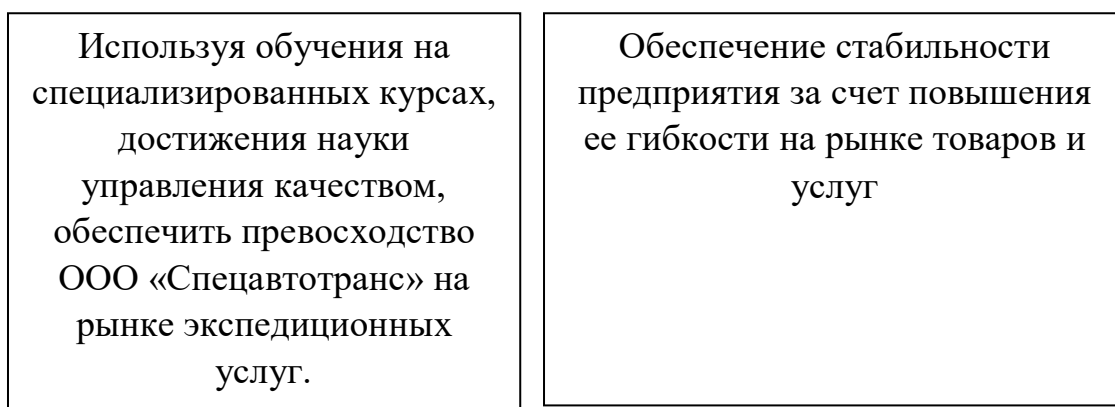 Используя обучения на
специализированных курсах,
достижения науки
управления качеством,
обеспечить превосходство
ООО «Спецавтотранс» на
рынке экспедиционных
услуг.
Обеспечение стабильности
предприятия за счет повышения
ее гибкости на рынке товаров и
услуг